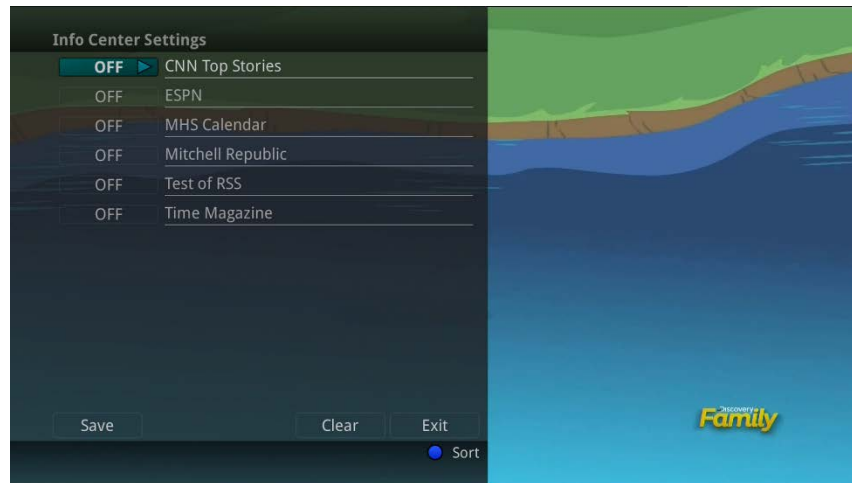 Info Center Settings
OFF CNN Top Stories
OFF ESPN
OFF MHS Calendar
OFF Mitchell Republic
OFF Test of RSS
OFF Time Magazine
Save Clear Exit
Sort
Discovery
Family